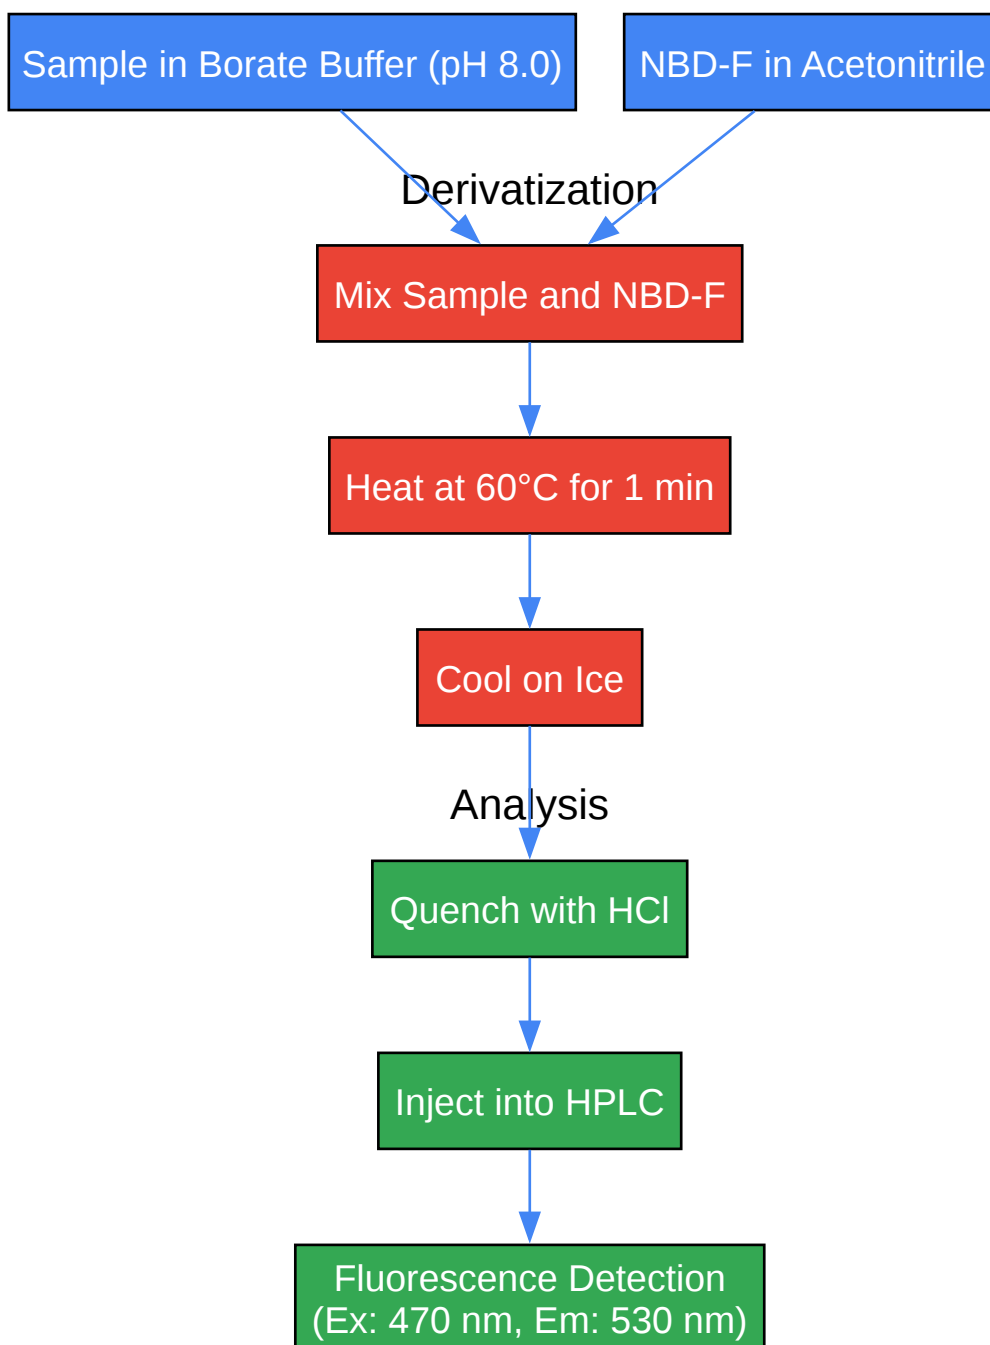 Sample in Borate Buffer (pH 8.0)
NBD-F in Acetonitrile
Derivatization
Mix Sample and NBD-F
Heat at 60°C for 1 min
Cool on Ice
Analysis
Quench with HCl
Inject into HPLC
Fluorescence Detection
(Ex: 470 nm, Em: 530 nm)